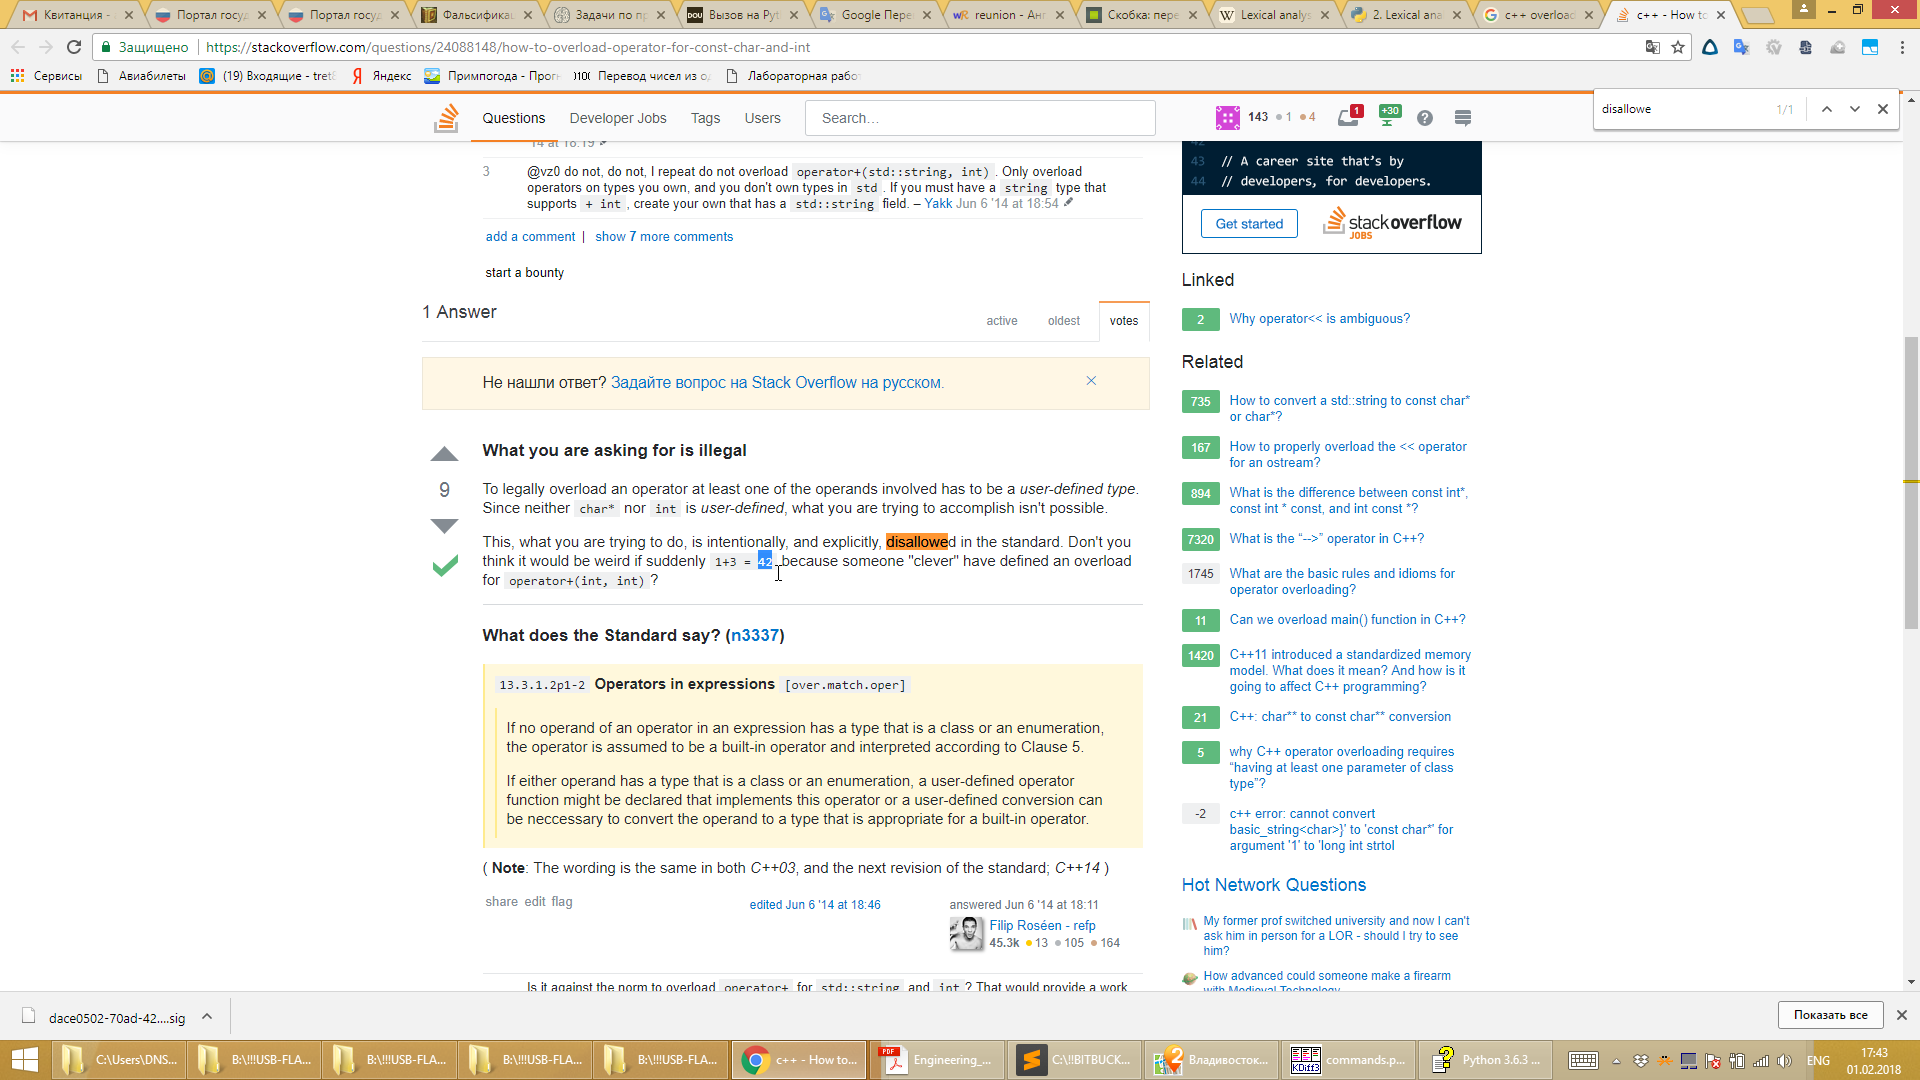 Квитанция -
Портал госу
Портал госу
Фальсификац
Задачи по пр
DOU Вызов на Pyt
Google Пере
wR reunion - Анг
Скобка: пере
W Lexical analys
2. Lexical ana
c++ overload
c++ - How to
Защищено
https://stackoverflow.com/questions/24088148/how-to-overload-operator-for-const-char-and-int
Сервисы
Авиабилеты
(19) Входящие - tret
Яндекс
Примпогода - Прог
Перевод чисел из о
Лабораторная рабо
disallowe 1/1
Questions Developer Jobs Tags Users Search… 143 1 4 1 +30
14 at 18:19
3 @vz0 do not, do not, I repeat do not overload operator+(std::string, int) . Only overload
operators on types you own, and you don't own types in std . If you must have a string type that
supports + int , create your own that has a std::string field. – Yakk Jun 6 '14 at 18:54
add a comment | show 7 more comments
start a bounty
1 Answer
active oldest votes
Не нашли ответ? Задайте вопрос на Stack Overflow на русском.
What you are asking for is illegal
9
To legally overload an operator at least one of the operands involved has to be a user-defined type.
Since neither char* nor int is user-defined, what you are trying to accomplish isn't possible.
This, what you are trying to do, is intentionally, and explicitly, disallowed in the standard. Don't you
think it would be weird if suddenly 1+3 = 42 because someone "clever" have defined an overload
for operator+(int, int) ?
What does the Standard say? (n3337)
13.3.1.2p1-2 Operators in expressions [over.match.oper]
If no operand of an operator in an expression has a type that is a class or an enumeration,
the operator is assumed to be a built-in operator and interpreted according to Clause 5.
If either operand has a type that is a class or an enumeration, a user-defined operator
function might be declared that implements this operator or a user-defined conversion can
be neccessary to convert the operand to a type that is appropriate for a built-in operator.
( Note: The wording is the same in both C++03, and the next revision of the standard; C++14 )
share edit flag
edited Jun 6 '14 at 18:46
answered Jun 6 '14 at 18:11
Filip Roséen - refp
45.3k 13 105 164
Is it against the norm to overload operator+ for std::string and int ? That would provide a work
43 // A career site that's by
44 // developers, for developers.
Get started
stackoverflow
JOBS
Linked
2 Why operator<< is ambiguous?
Related
735 How to convert a std::string to const char*
or char*?
167 How to properly overload the << operator
for an ostream?
894 What is the difference between const int*,
const int * const, and int const *?
7320 What is the “-->” operator in C++?
1745 What are the basic rules and idioms for
operator overloading?
11 Can we overload main() function in C++?
1420 C++11 introduced a standardized memory
model. What does it mean? And how is it
going to affect C++ programming?
21 C++: char** to const char** conversion
5 why C++ operator overloading requires
“having at least one parameter of class
type”?
-2 c++ error: cannot convert
basic_string<char>}' to 'const char*' for
argument '1' to 'long int strtol
Hot Network Questions
My former prof switched university and now I can't
ask him in person for a LOR - should I try to see
him?
How advanced could someone make a firearm
with Medieval Technology
dace0502-70ad-42....sig
Показать все
C:\Users\DNS...
B:\!!!USB-FLA...
B:\!!!USB-FLA...
B:\!!!USB-FLA...
B:\!!!USB-FLA...
c++ - How to...
PDF Engineering_...
C:\!!BITBUCK...
2 Владивосток...
KDiff3 commands.p...
Python 3.6.3 ...
ENG
17:43
01.02.2018